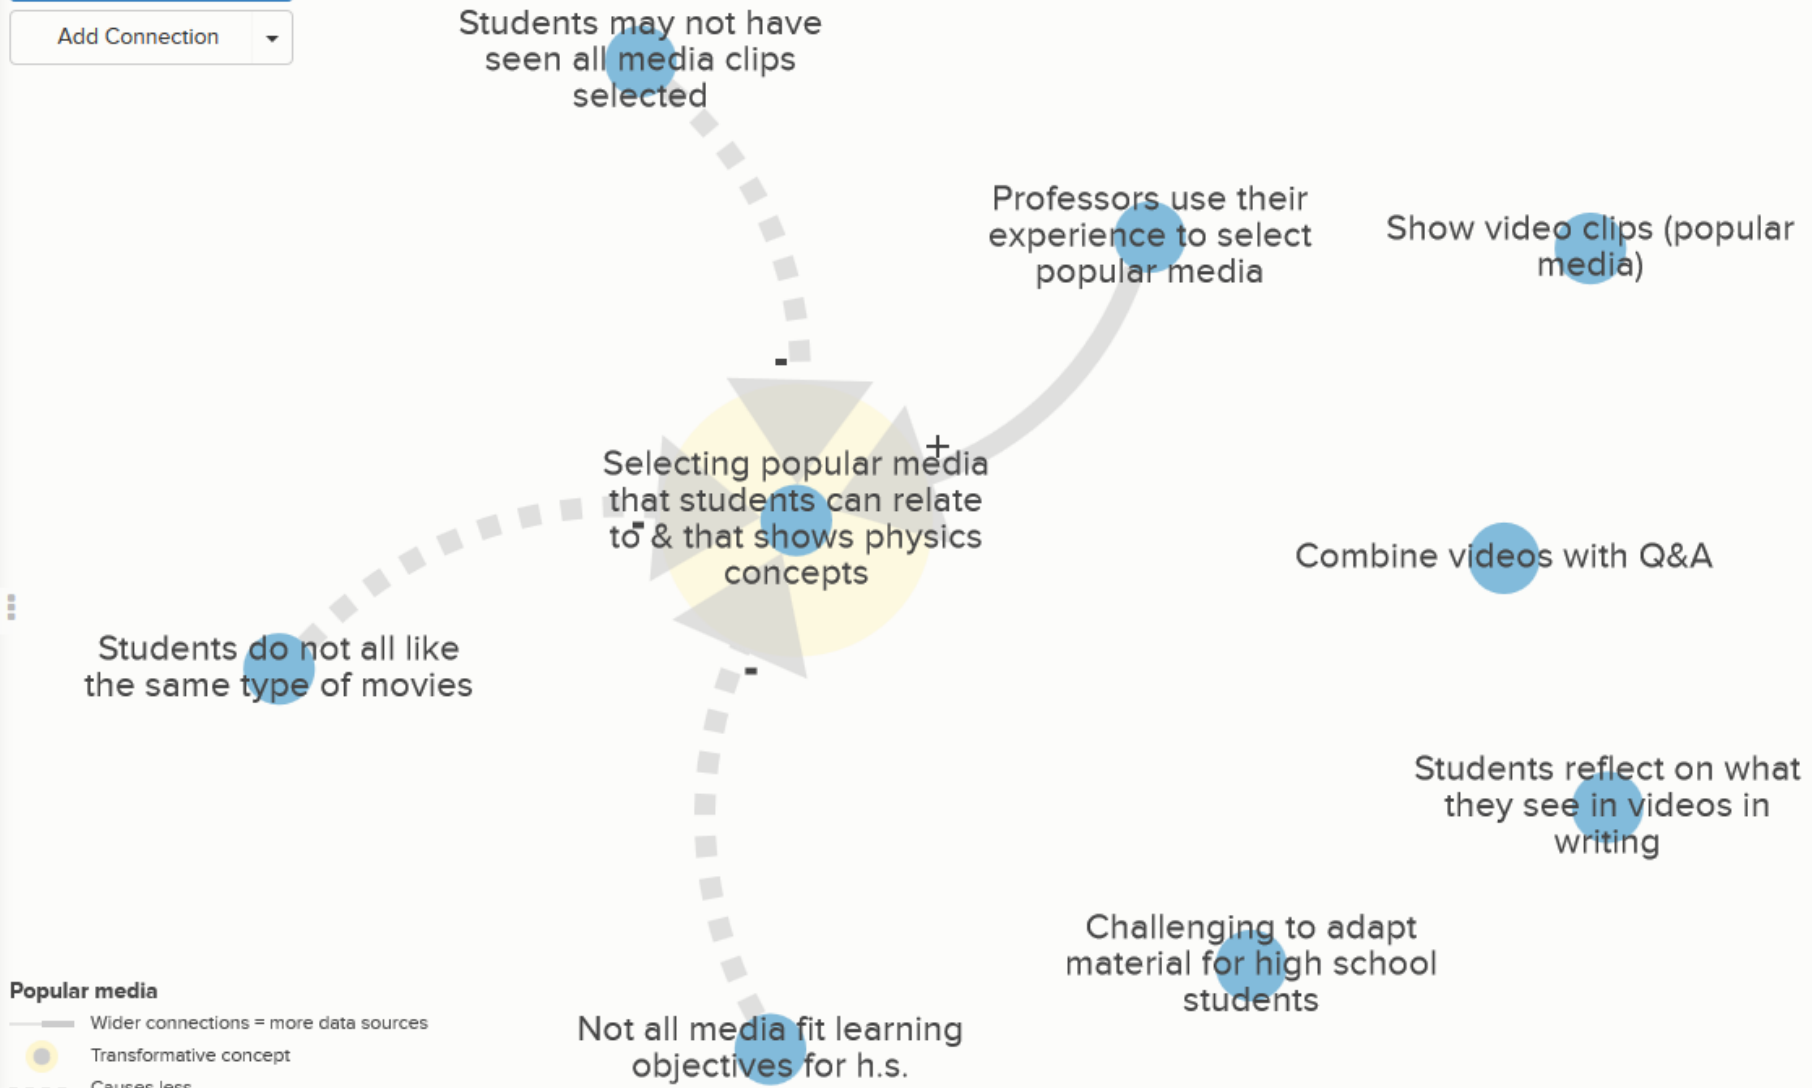 Add Connection
Students may not have
seen all media clips
selected
Professors use their
experience to select
popular media
Show video clips (popular
media)
-
+
Selecting popular media
that students can relate
to & that shows physics
concepts
-
Combine videos with Q&A
Students do not all like
the same type of movies
-
Students reflect on what
they see in videos in
writing
Challenging to adapt
material for high school
students
Not all media fit learning
objectives for h.s.
Popular media
Wider connections = more data sources
Transformative concept
Causes less